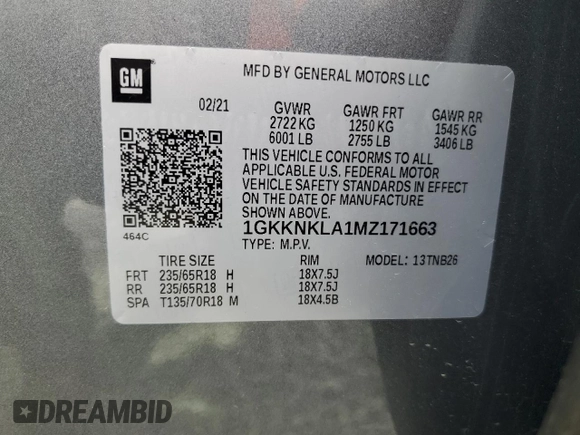 GM
MFD BY GENERAL MOTORS LLC
02/21 GVWR GAWR FRT GAWR RR
2722 KG 1250 KG 1545 KG
6001 LB 2755 LB 3406 LB
THIS VEHICLE CONFORMS TO ALL
APPLICABLE U.S. FEDERAL MOTOR
VEHICLE SAFETY STANDARDS IN EFFECT
ON THE DATE OF MANUFACTURE
SHOWN ABOVE.
464C
1GKKNKLA1MZ171663
TYPE: M.P.V.
TIRE SIZE RIM MODEL: 13TNB26
FRT 235/65R18 H 18X7.5J
RR 235/65R18 H 18X7.5J
SPA T135/70R18 M 18X4.5B
DREAMBID